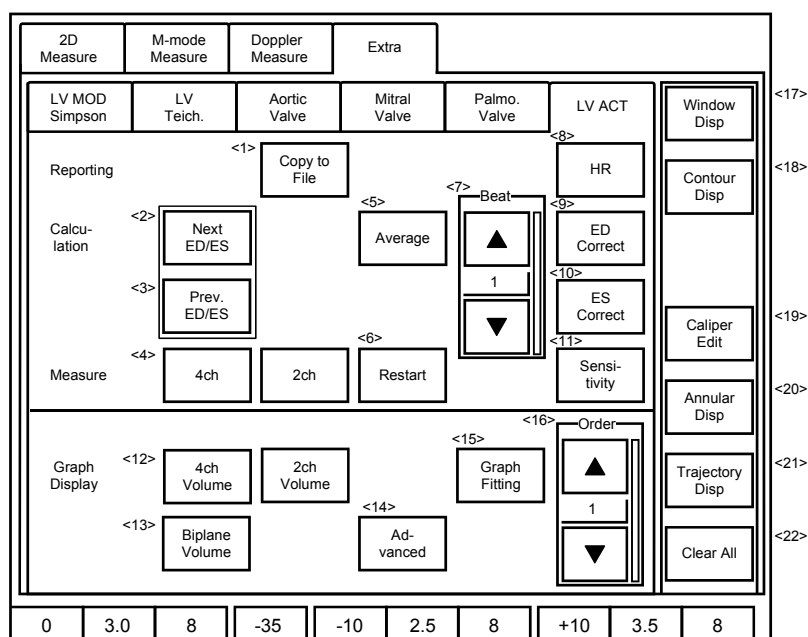 2D
Measure
M-mode
Measure
Doppler
Measure
Extra
LV MOD
Simpson
LV
Teich.
Aortic
Valve
Mitral
Valve
Palmo.
Valve
LV ACT
Window
Disp
<17>
Reporting
<1>
Copy to
File
<8>
HR
Contour
Disp
<18>
Calcu-
lation
<2>
Next
ED/ES
<5>
Average
<7>
Beat
▲
1
▼
<9>
ED
Correct
<3>
Prev.
ED/ES
<10>
ES
Correct
Caliper
Edit
<19>
Measure
<4>
4ch
2ch
<6>
Restart
<11>
Sensi-
tivity
Annular
Disp
<20>
Graph
Display
<12>
4ch
Volume
2ch
Volume
<15>
Graph
Fitting
<16>
Order
▲
1
▼
Trajectory
Disp
<21>
<13>
Biplane
Volume
<14>
Ad-
vanced
Clear All
<22>
0 3.0 8 -35 -10 2.5 8 +10 3.5 8